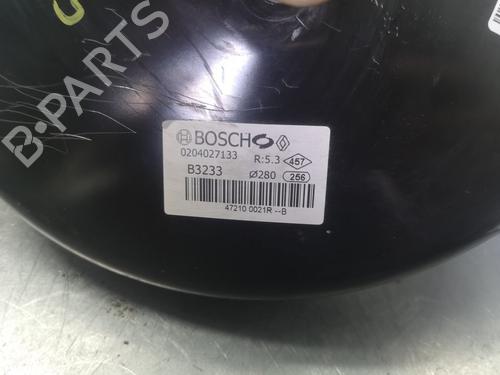 B-PARTS
BOSCH
0204027133 R:5.3 457
B3233 Ø280 256
47210 0021R --B